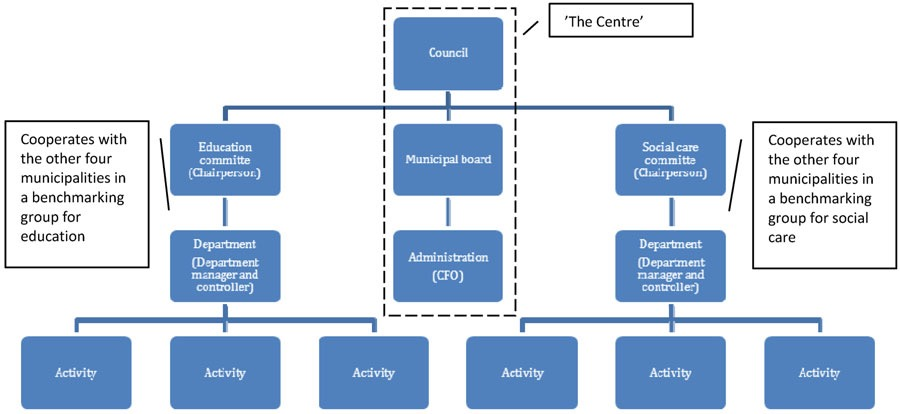 'The Centre'
Council
Cooperates with
the other four
municipalities in
a benchmarking
group for
education
Education
committe
(Chairperson)
Municipal board
Social care
committe
(Chairperson)
Cooperates with
the other four
municipalities in
a benchmarking
group for social
care
Department
(Department
manager and
controller)
Administration
(CFO)
Department
(Department
manager and
controller)
Activity
Activity
Activity
Activity
Activity
Activity